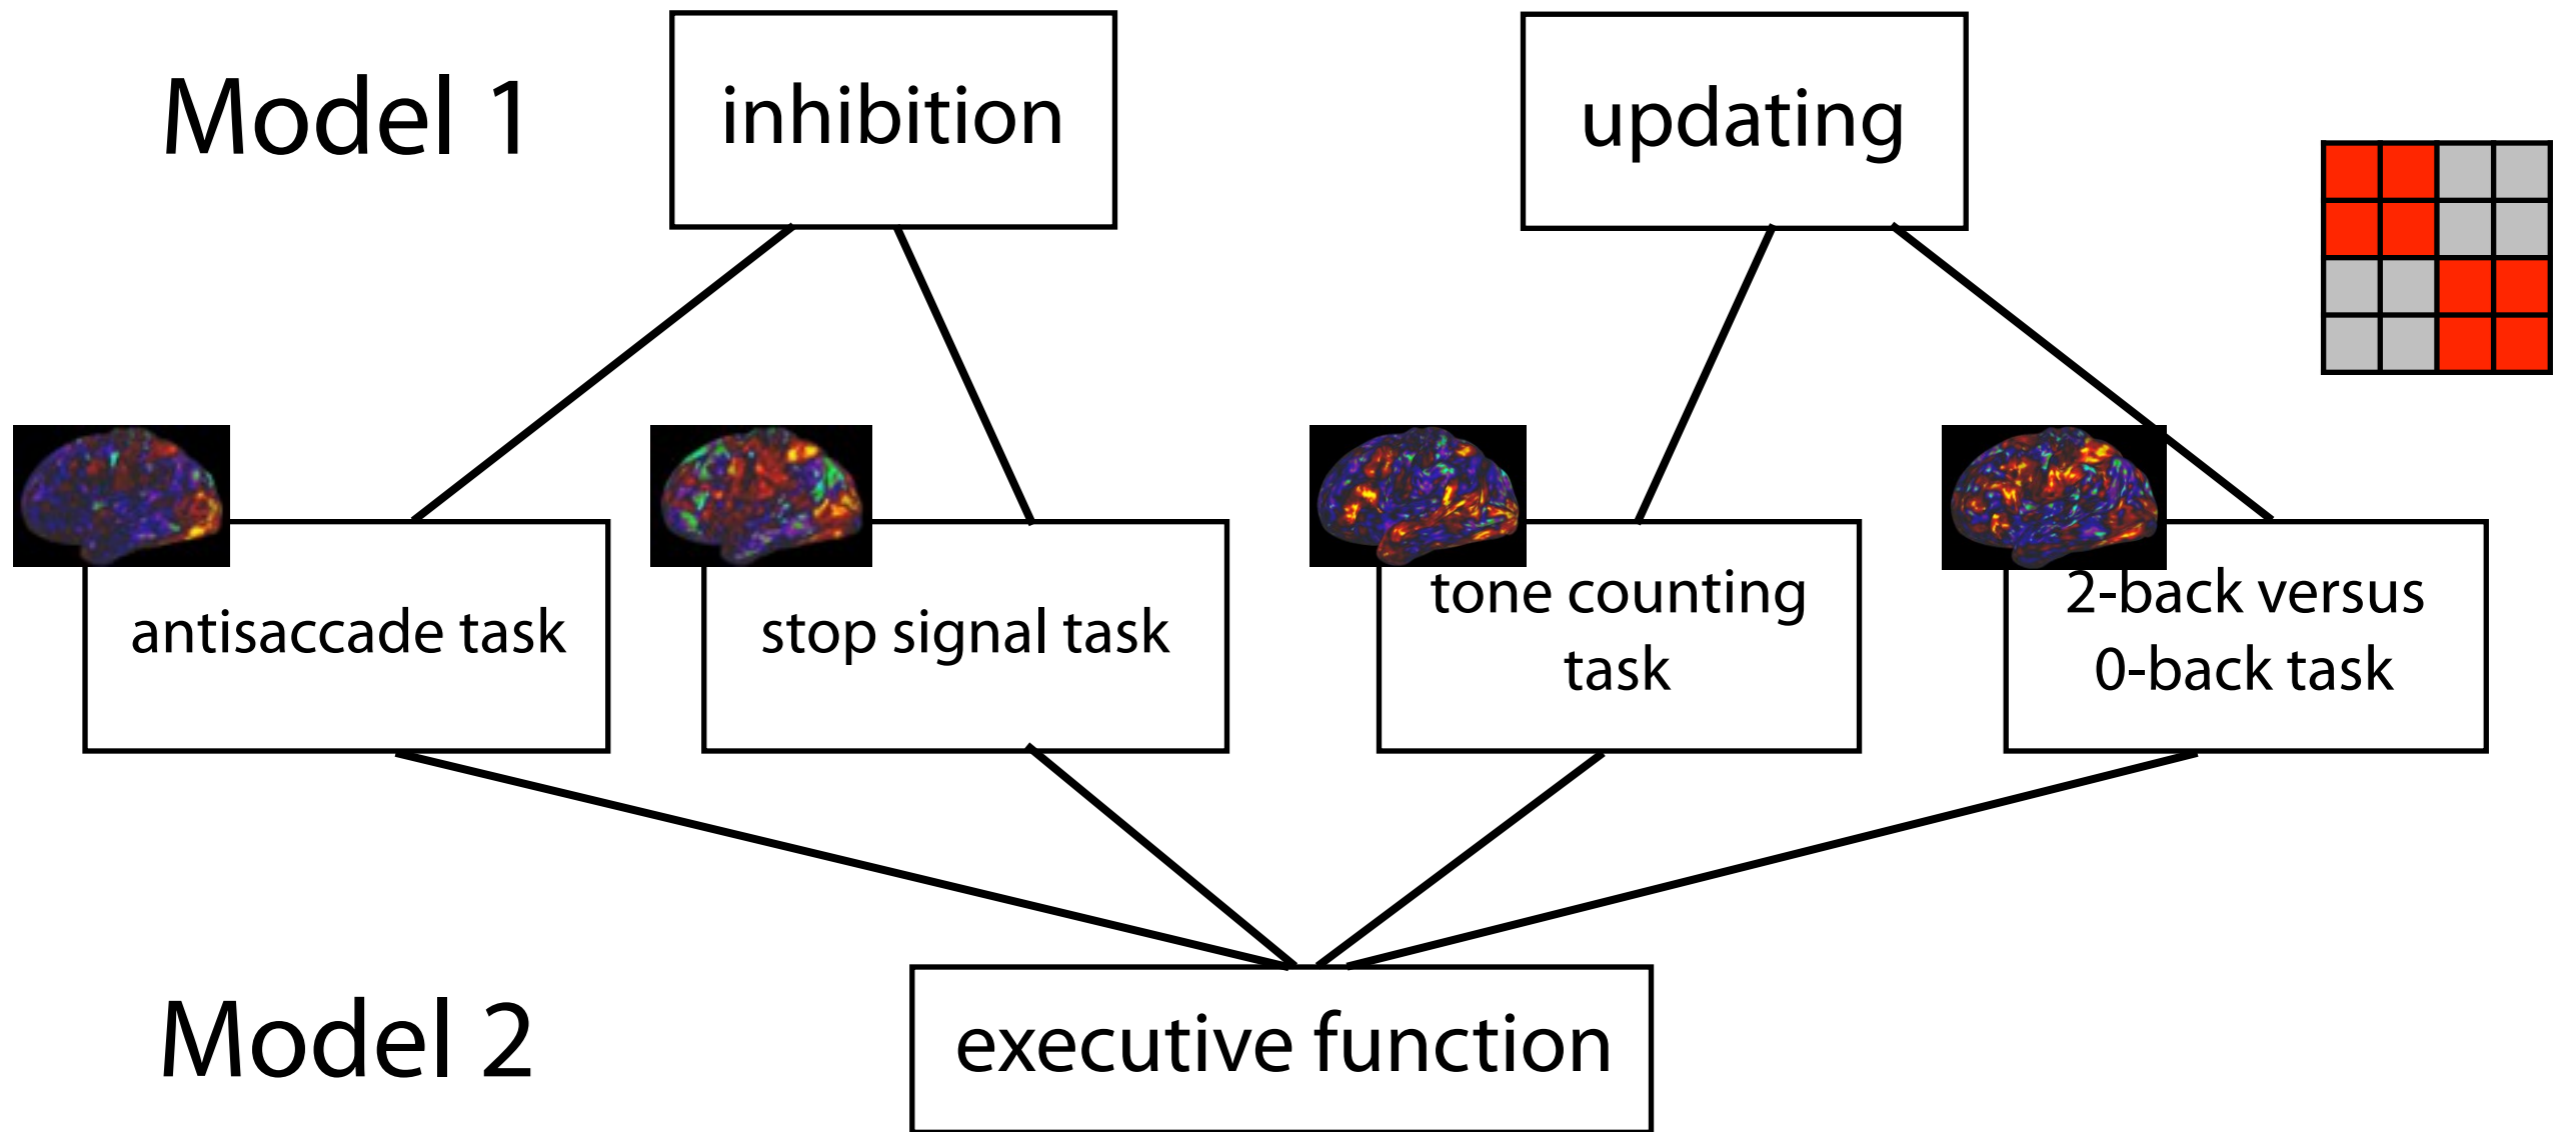 Model 1
inhibition
updating
antisaccade task
stop signal task
tone counting
task
2-back versus
0-back task
Model 2
executive function